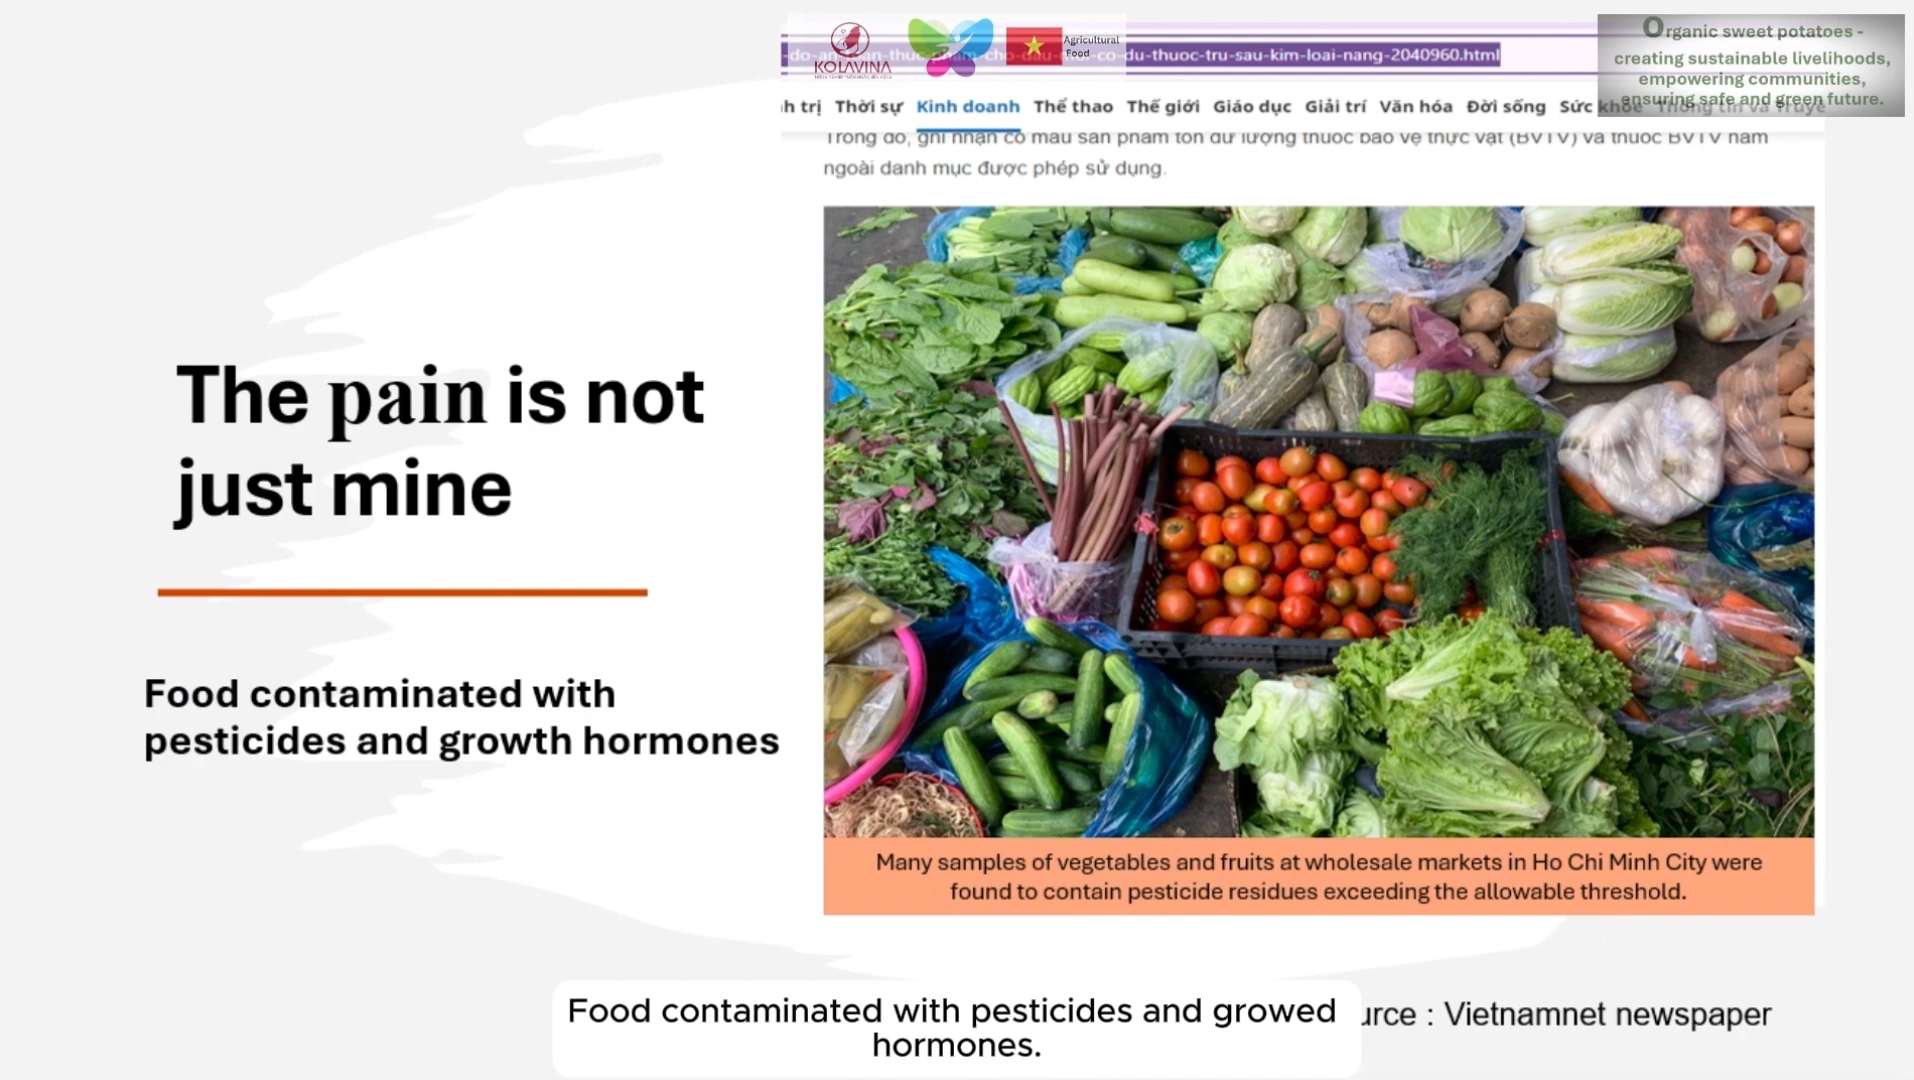 KOLAVINA
Agricultural
Food
co-du-thuoc-tru-sau-kim-loai-nang-2040960.html
Organic sweet potatoes -
creating sustainable livelihoods,
empowering communities,
ensuring safe and green future.
h trị Thời sự Kinh doanh Thể thao Thế giới Giáo dục Giải trí Văn hóa Đời sống Sức khỏe
Trong đó, ghi nhận có mẫu sản phẩm tồn dư lượng thuốc bảo vệ thực vật (BVTV) và thuốc BVTV nằm
ngoài danh mục được phép sử dụng.
The pain is not
just mine
Food contaminated with
pesticides and growth hormones
Many samples of vegetables and fruits at wholesale markets in Ho Chi Minh City were
found to contain pesticide residues exceeding the allowable threshold.
urce : Vietnamnet newspaper
Food contaminated with pesticides and growed
hormones.